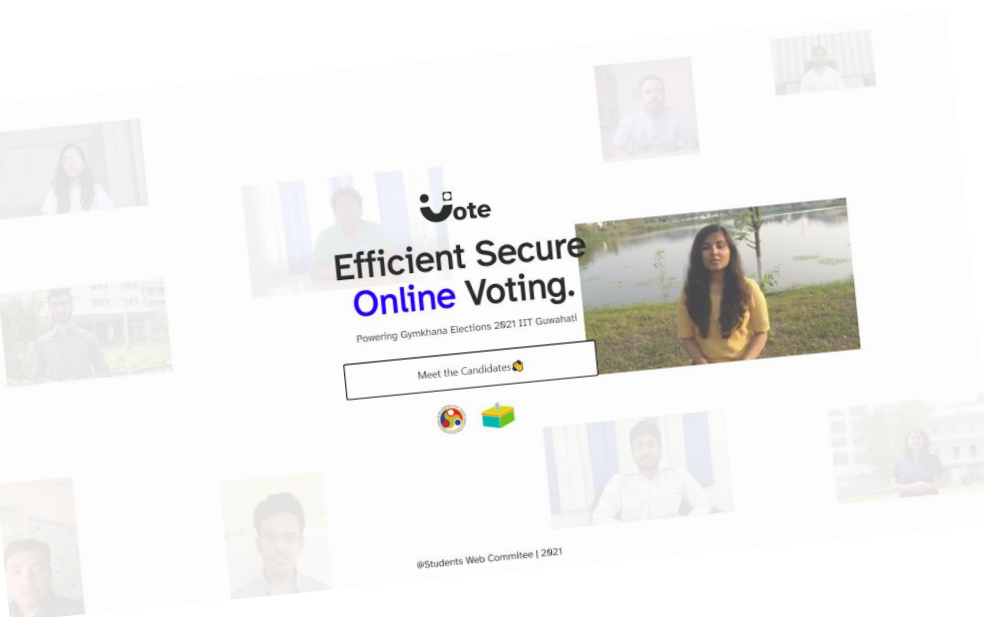 Vote
Efficient Secure
Online Voting.
Powering Gymkhana Elections 2021 IIT Guwahati
Meet the Candidates
@Students Web Commitee | 2021